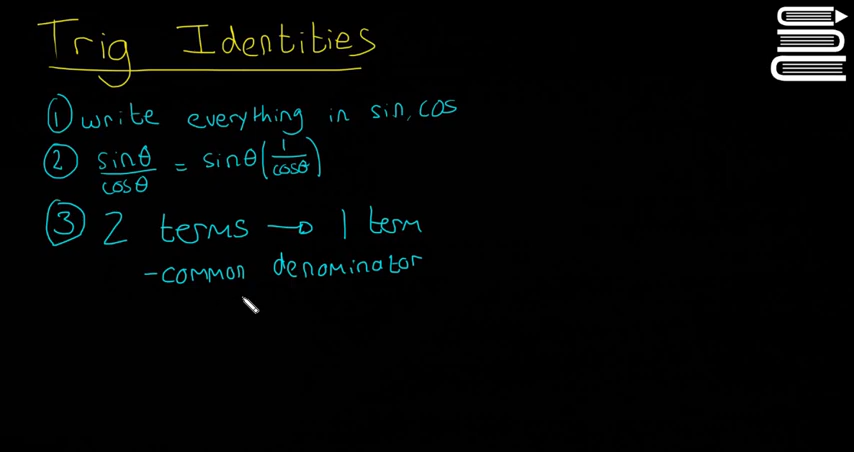 Trig Identities
① write everything in sin, cos
② sinθ/cosθ = sinθ(1/cosθ)
③ 2 terms → 1 term
-common denominator